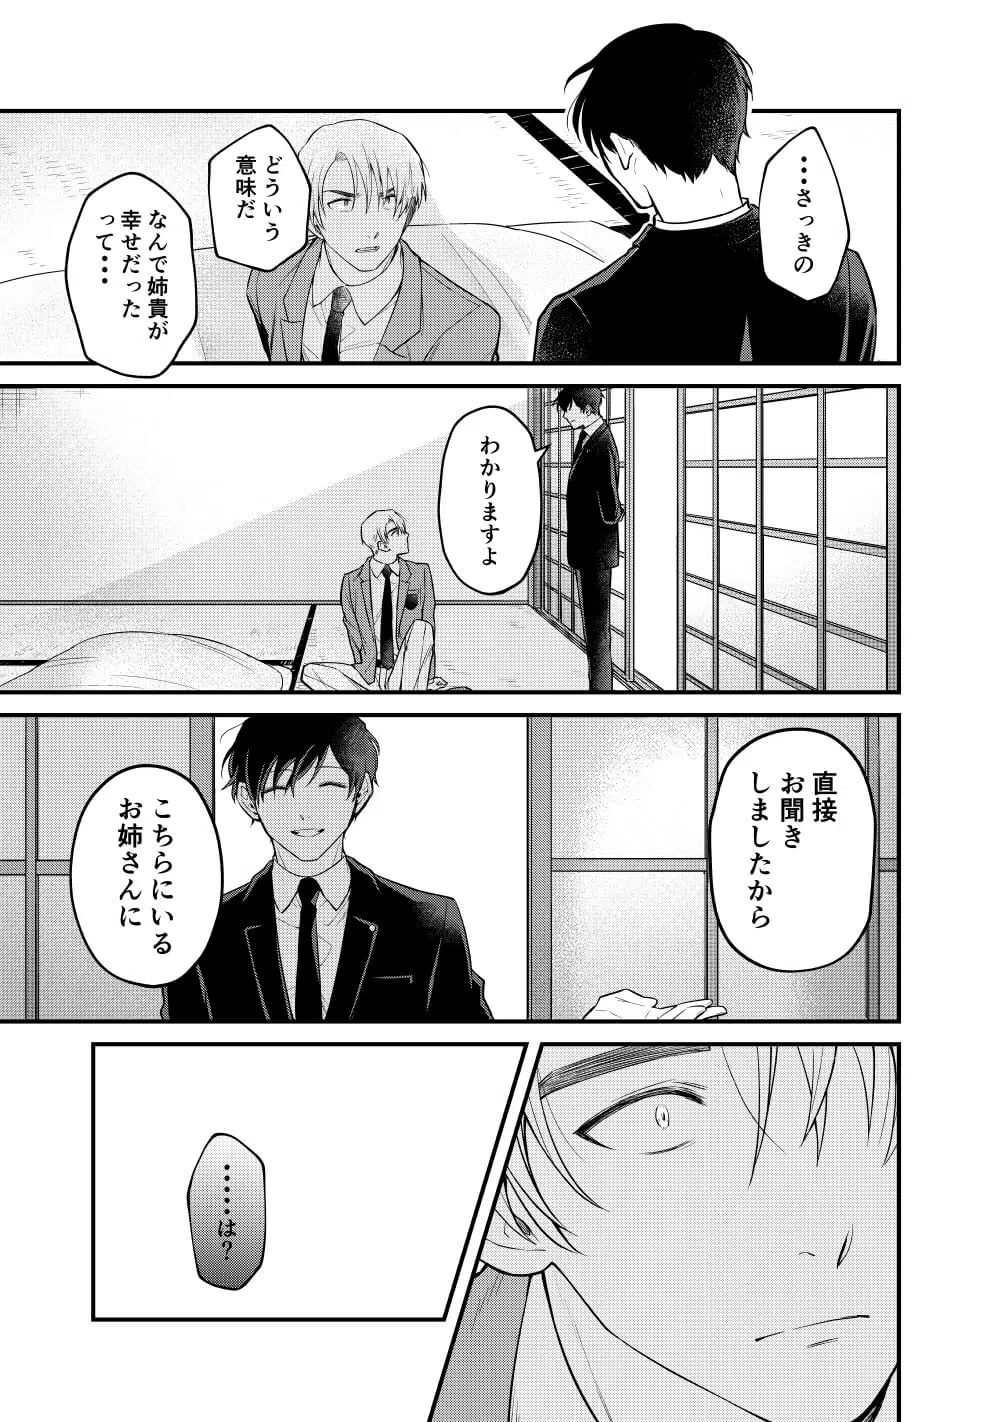 ・・・さっきの
どういう
意味だ
なんで姉貴が
幸せだった
って・・・
わかりますよ
直接
お聞き
しましたから
こちらにいる
お姉さんに
・・・・・は？